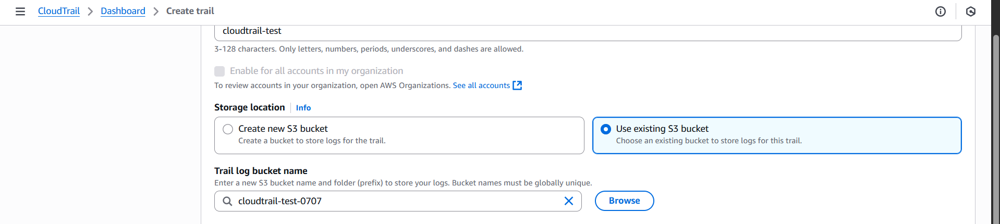 CloudTrail > Dashboard > Create trail
cloudtrail-test
3-128 characters. Only letters, numbers, periods, underscores, and dashes are allowed.
Enable for all accounts in my organization
To review accounts in your organization, open AWS Organizations. See all accounts
Storage location Info
Create new S3 bucket
Create a bucket to store logs for the trail.
Use existing S3 bucket
Choose an existing bucket to store logs for this trail.
Trail log bucket name
Enter a new S3 bucket name and folder (prefix) to store your logs. Bucket names must be globally unique.
cloudtrail-test-0707
Browse